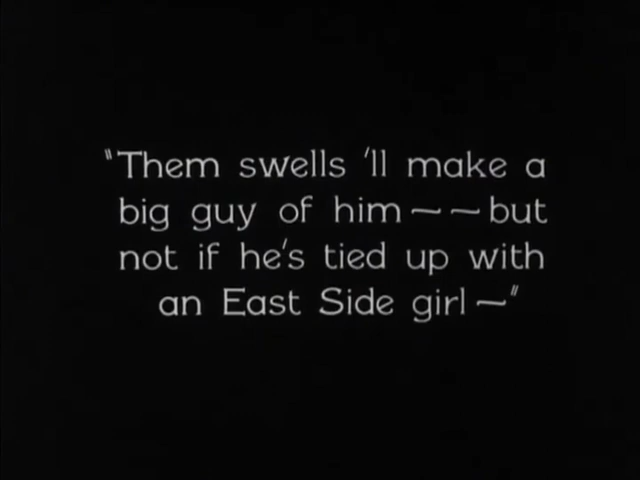 "Them swells 'll make a
big guy of him — — but
not if he's tied up with
an East Side girl —"